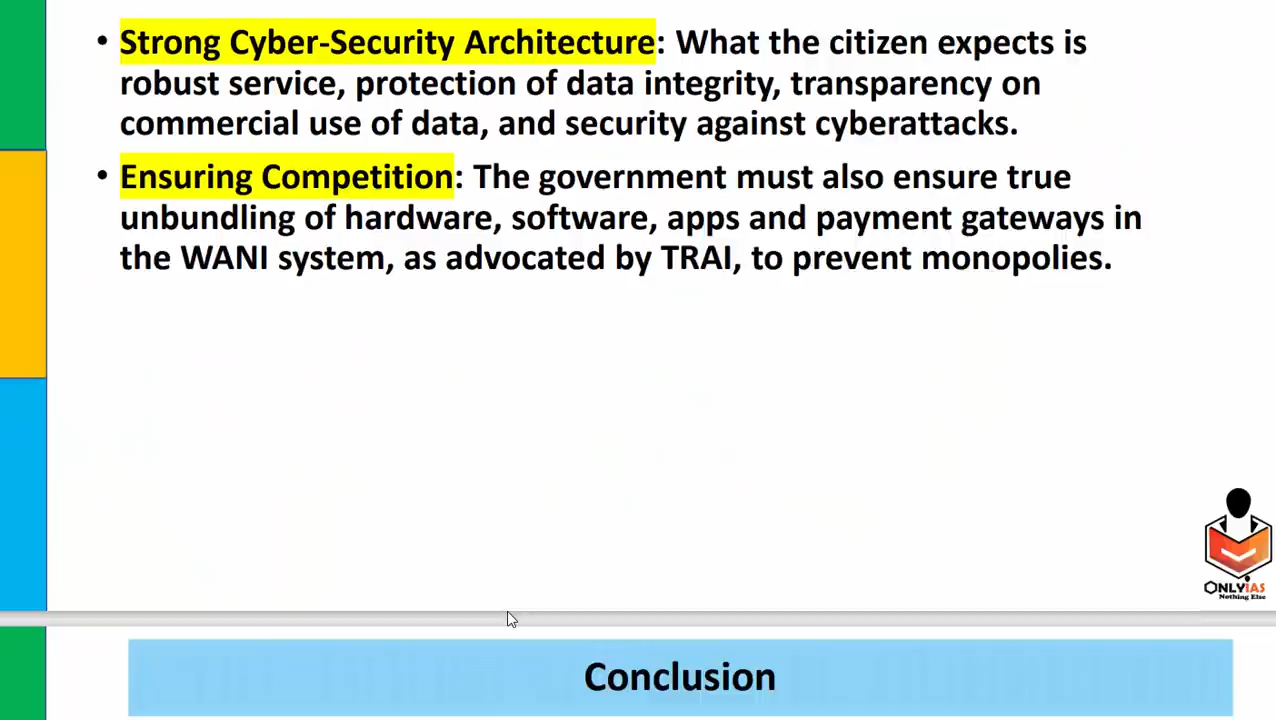 • Strong Cyber-Security Architecture: What the citizen expects is
robust service, protection of data integrity, transparency on
commercial use of data, and security against cyberattacks.
• Ensuring Competition: The government must also ensure true
unbundling of hardware, software, apps and payment gateways in
the WANI system, as advocated by TRAI, to prevent monopolies.
ONLYIAS
Nothing Else
Conclusion